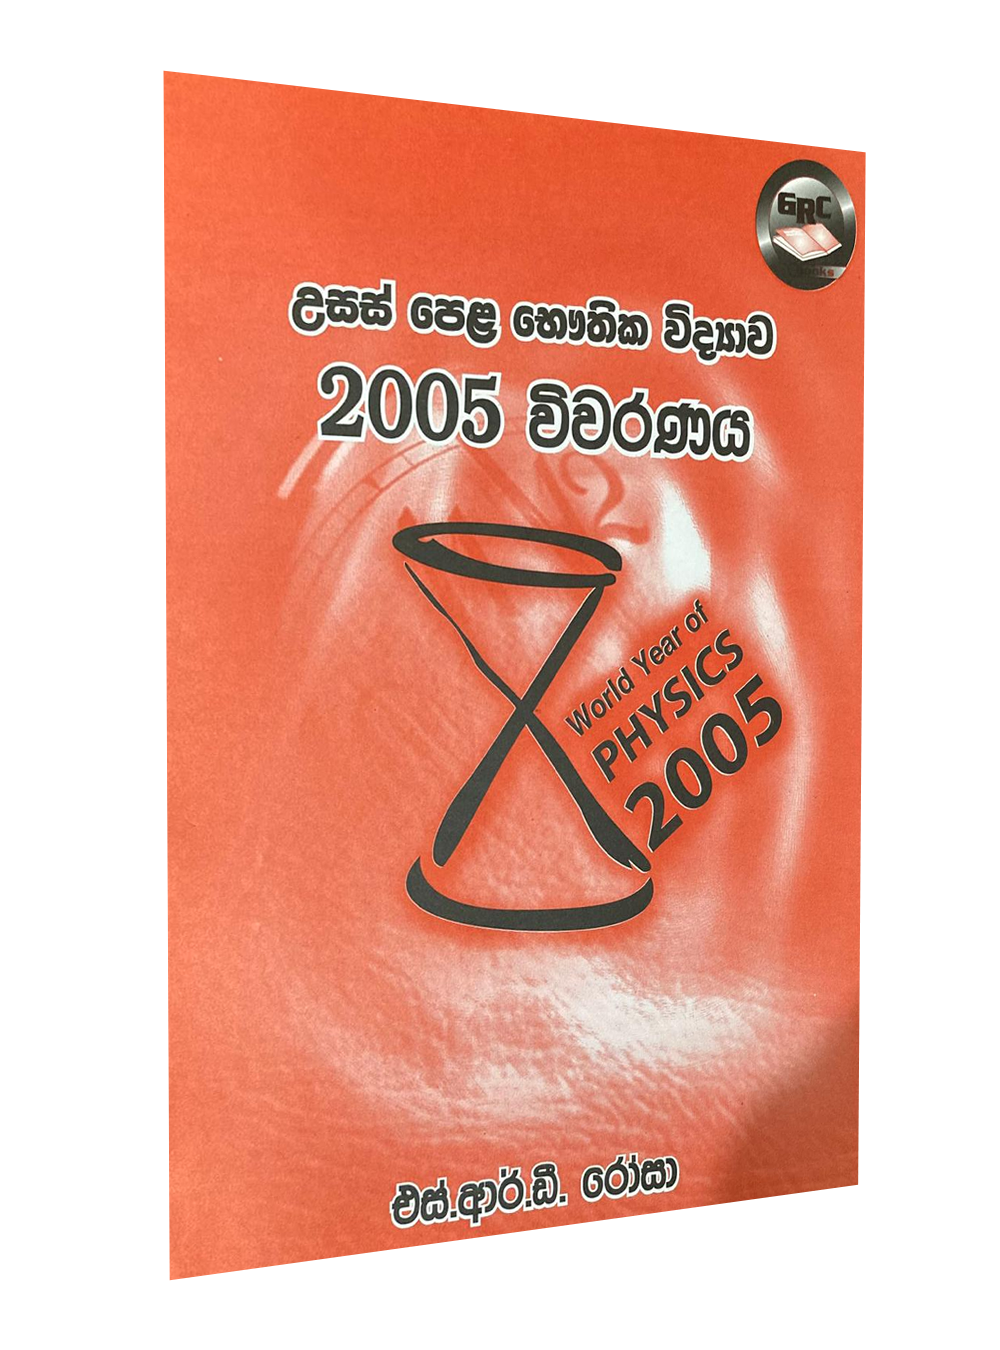 GRC
Books
උසස් පෙළ භෞතික විද්‍යාව
2005 විවරණය
World Year of
PHYSICS
2005
එස්.ආර්.ඩී. රෝසා